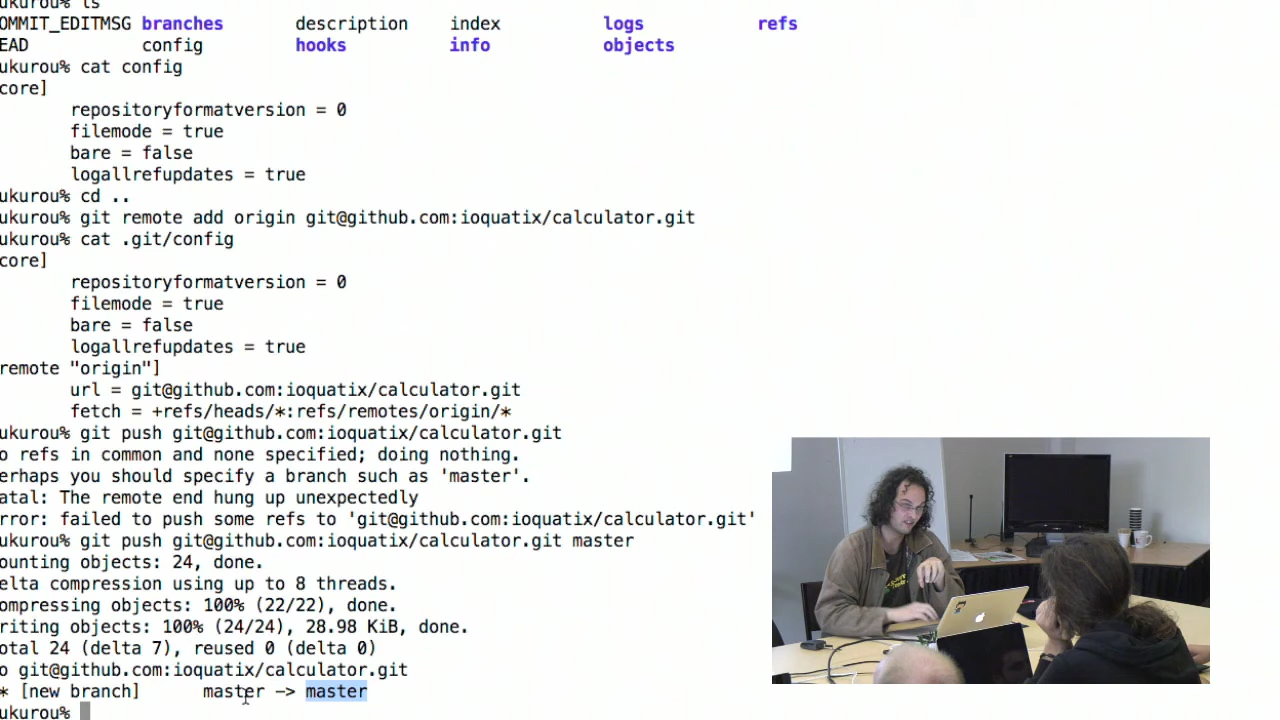 ukurou% ls
OMMIT_EDITMSG branches description index logs refs
EAD config hooks info objects
ukurou% cat config
core]
repositoryformatversion = 0
filemode = true
bare = false
logallrefupdates = true
ukurou% cd ..
ukurou% git remote add origin git@github.com:ioquatix/calculator.git
ukurou% cat .git/config
core]
repositoryformatversion = 0
filemode = true
bare = false
logallrefupdates = true
remote "origin"]
url = git@github.com:ioquatix/calculator.git
fetch = +refs/heads/*:refs/remotes/origin/*
ukurou% git push git@github.com:ioquatix/calculator.git
o refs in common and none specified; doing nothing.
erhaps you should specify a branch such as 'master'.
atal: The remote end hung up unexpectedly
rror: failed to push some refs to 'git@github.com:ioquatix/calculator.git'
ukurou% git push git@github.com:ioquatix/calculator.git master
ounting objects: 24, done.
elta compression using up to 8 threads.
ompressing objects: 100% (22/22), done.
riting objects: 100% (24/24), 28.98 KiB, done.
otal 24 (delta 7), reused 0 (delta 0)
o git@github.com:ioquatix/calculator.git
* [new branch] master -> master
ukurou%